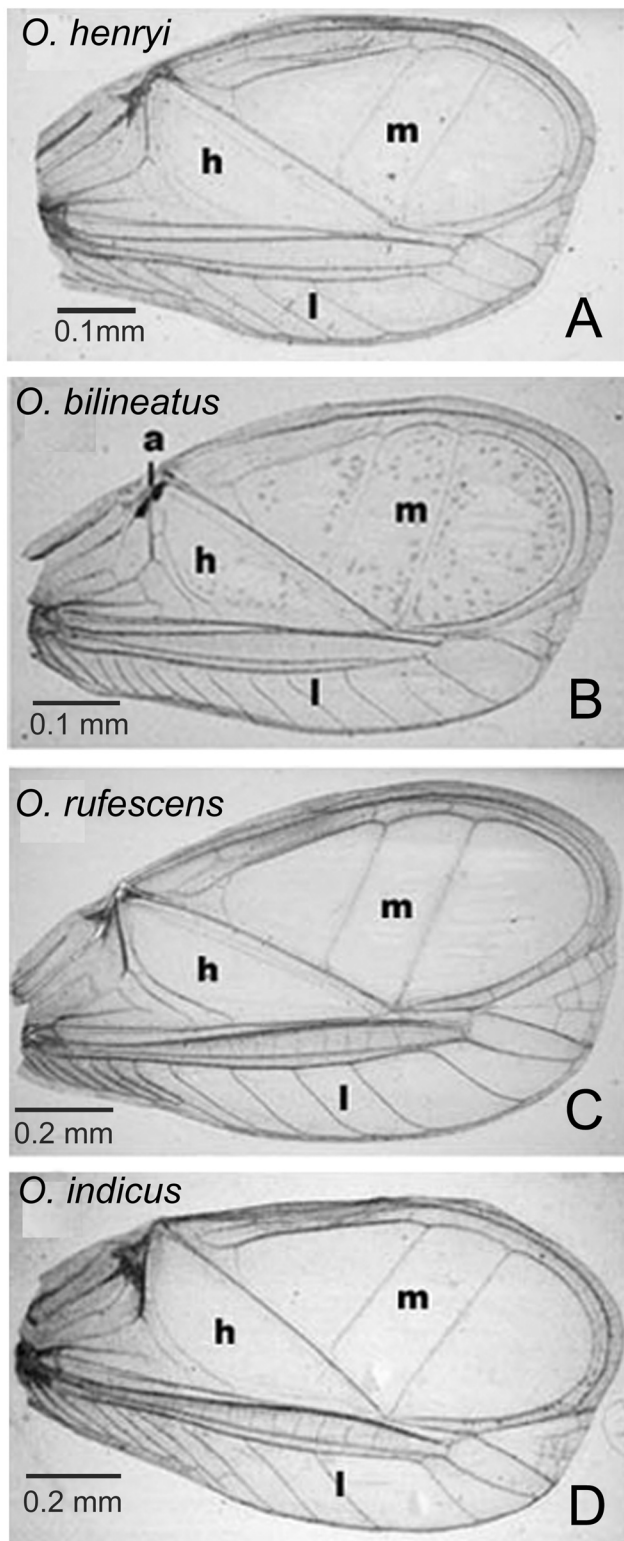 O. henryi
m
h
l
0.1mm
A
O. bilineatus
a
m
h
l
0.1 mm
B
O. rufescens
m
h
l
0.2 mm
C
O. indicus
m
h
l
0.2 mm
D